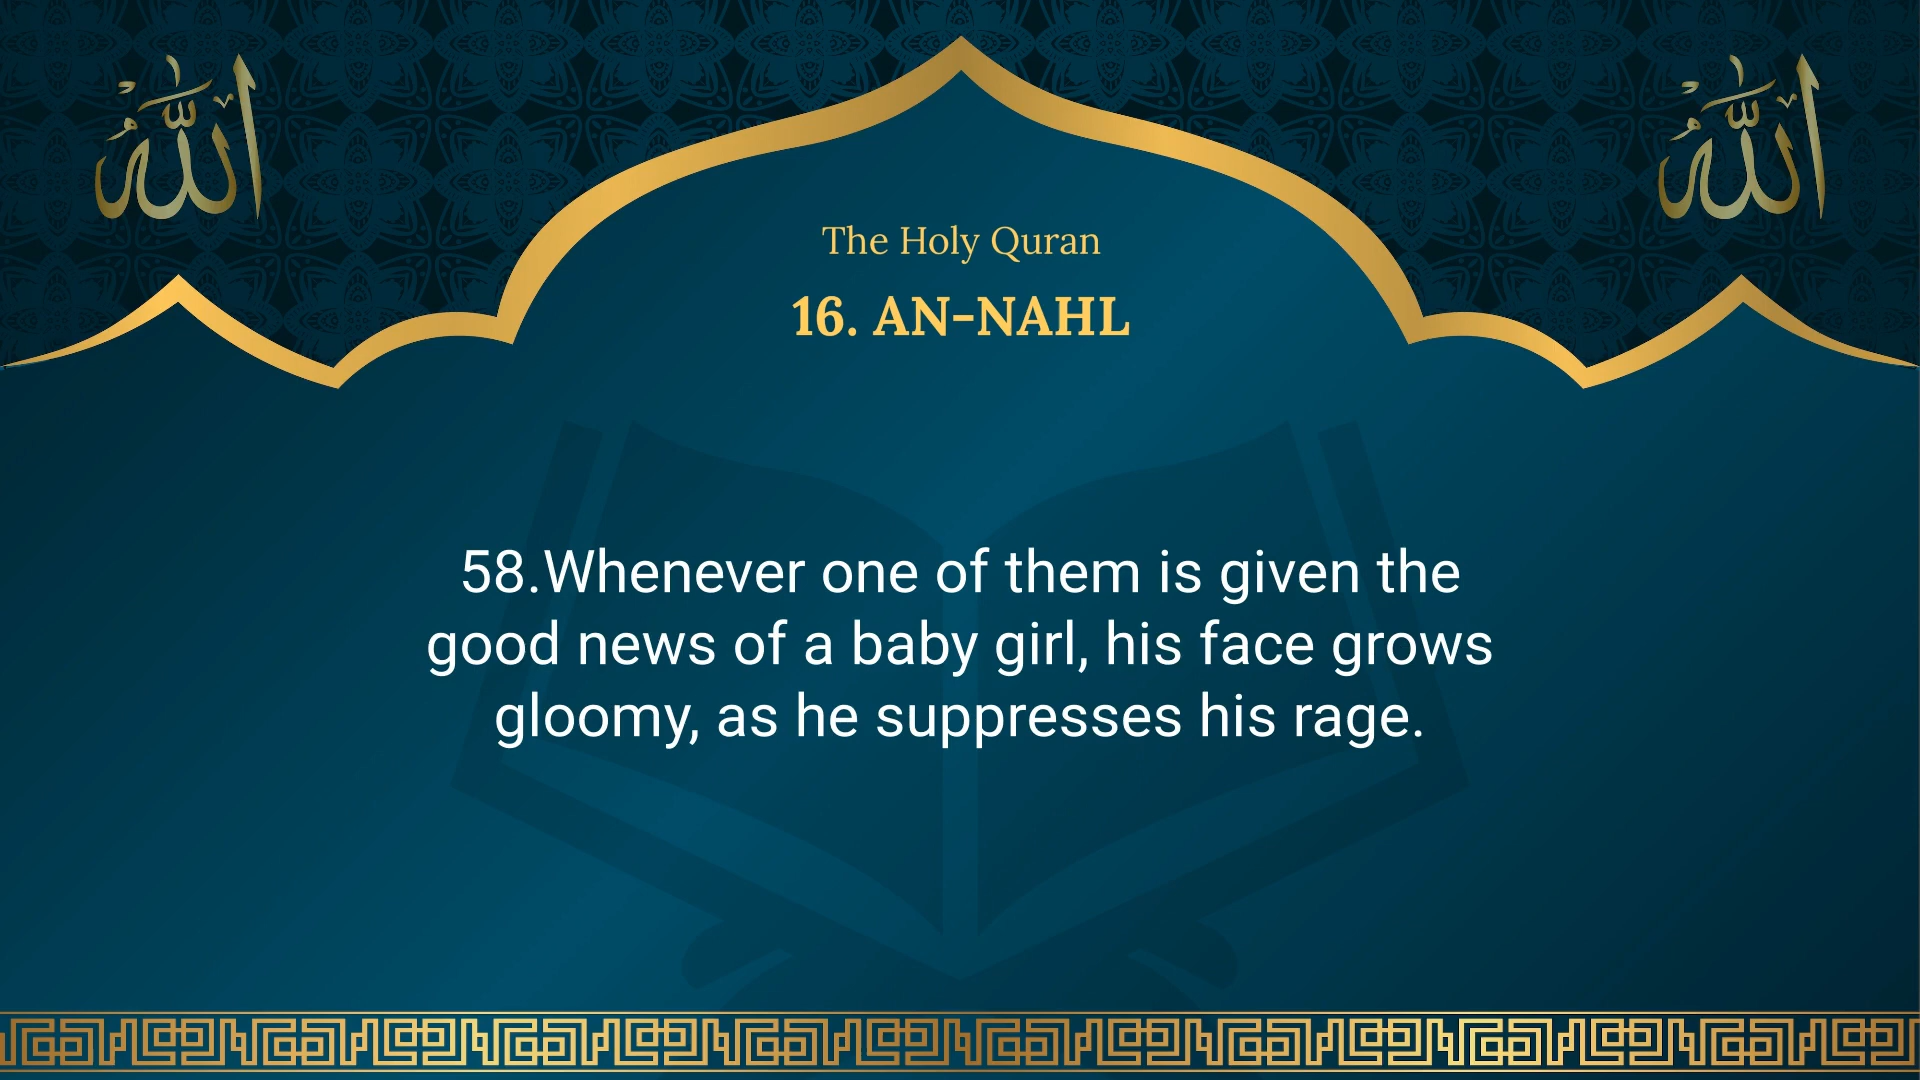 الله
الله
The Holy Quran
16. AN-NAHL
58.Whenever one of them is given the
good news of a baby girl, his face grows
gloomy, as he suppresses his rage.